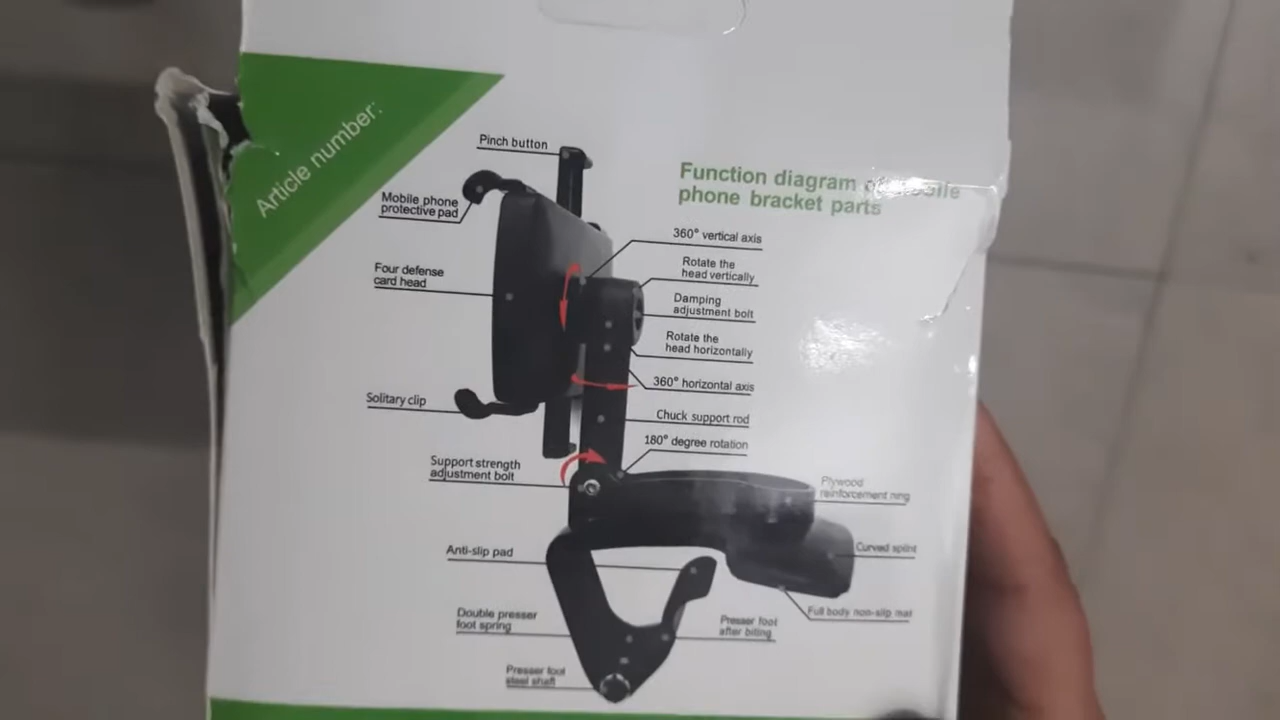 Article number:
Pinch button
Mobile phone
protective pad
Four defense
card head
Solitary clip
Support strength
adjustment bolt
Anti-slip pad
Double presser
foot spring
Presser foot
steel shaft
Function diagram of mobile
phone bracket parts
360° vertical axis
Rotate the
head vertically
Damping
adjustment bolt
Rotate the
head horizontally
360° horizontal axis
Chuck support rod
180° degree rotation
Plywood
reinforcement ring
Curved splint
Full body non-slip mat
Presser foot
after biting